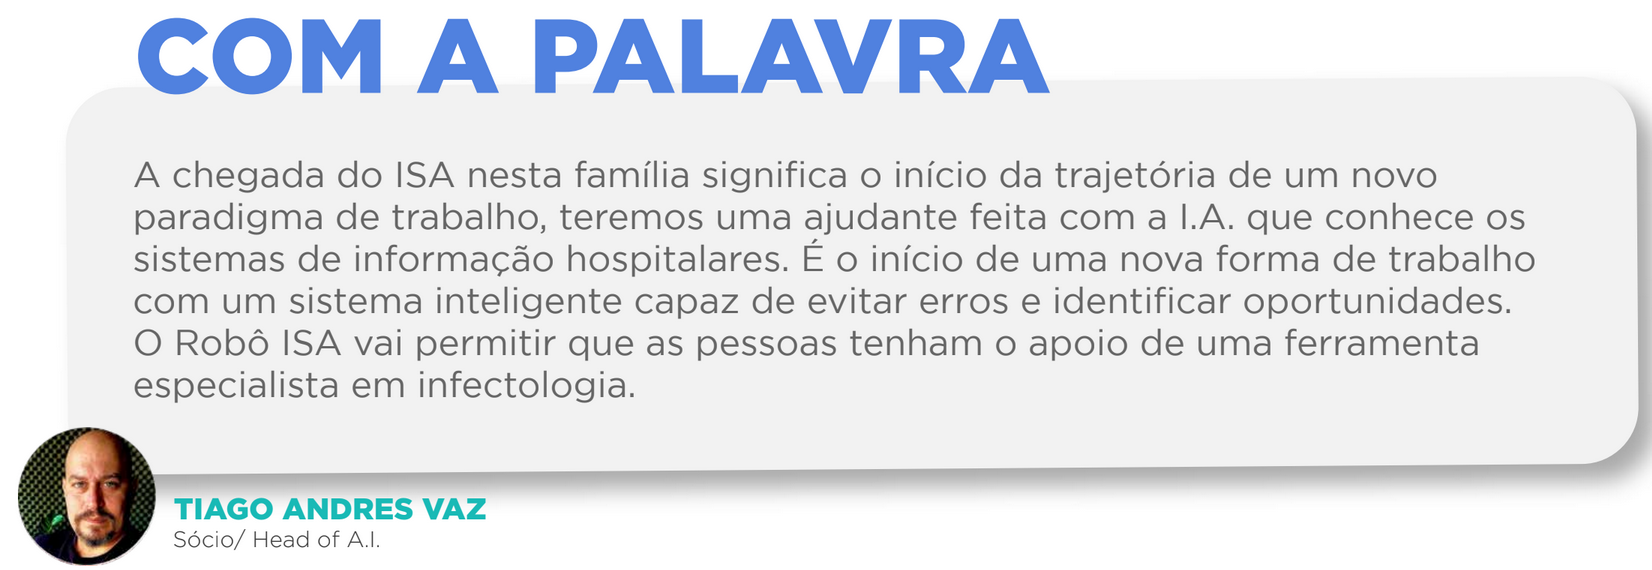 COM A PALAVRA
A chegada do ISA nesta família significa o início da trajetória de um novo
paradigma de trabalho, teremos uma ajudante feita com a I.A. que conhece os
sistemas de informação hospitalares. É o início de uma nova forma de trabalho
com um sistema inteligente capaz de evitar erros e identificar oportunidades.
O Robô ISA vai permitir que as pessoas tenham o apoio de uma ferramenta
especialista em infectologia.
TIAGO ANDRES VAZ
Sócio/ Head of A.I.